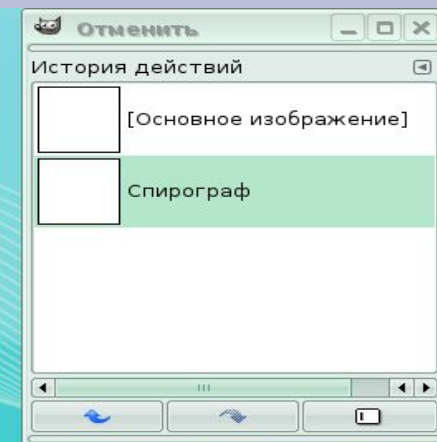 Отменить
История действий
[Основное изображение]
Спирограф